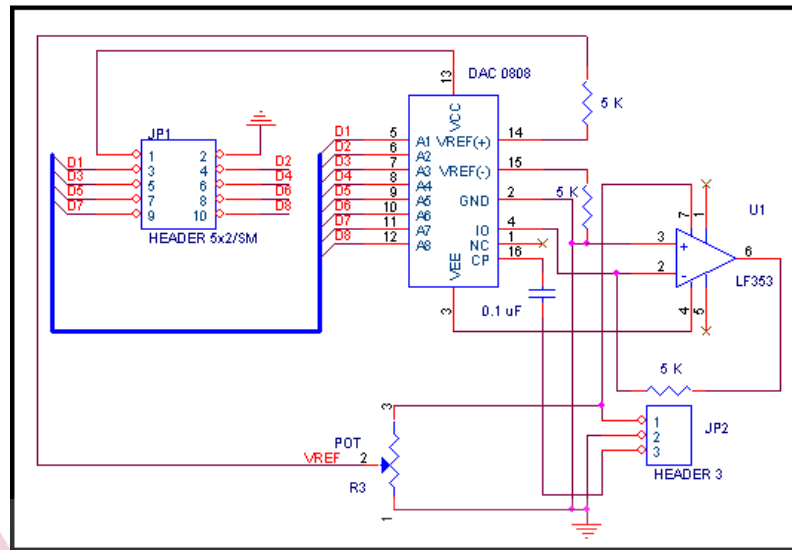 DAC 0808
13
VCC
5 K
JP1
1 2
D1 3 4 D2
D3 5 6 D4
D5 7 8 D6
D7 9 10 D8
HEADER 5x2/SM
D1 5 A1 VREF(+) 14
D2 6 A2
D3 7 A3 VREF(-) 15
D4 8 A4
D5 9 A5 GND 2
D6 10 A6 IO 4
D7 11 A7 NC 1
D8 12 A8 CP 16
VEE
3
5 K
0.1 uF
7 1 U1
3 +
2 -
6
LF353
4 5
5 K
3
POT
VREF 2
R3
1
1
2
3
JP2
HEADER 3